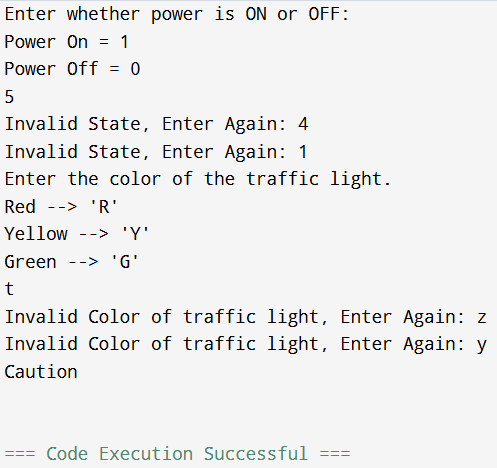 Enter whether power is ON or OFF:
Power On = 1
Power Off = 0
5
Invalid State, Enter Again: 4
Invalid State, Enter Again: 1
Enter the color of the traffic light.
Red --> 'R'
Yellow --> 'Y'
Green --> 'G'
t
Invalid Color of traffic light, Enter Again: z
Invalid Color of traffic light, Enter Again: y
Caution
=== Code Execution Successful ===